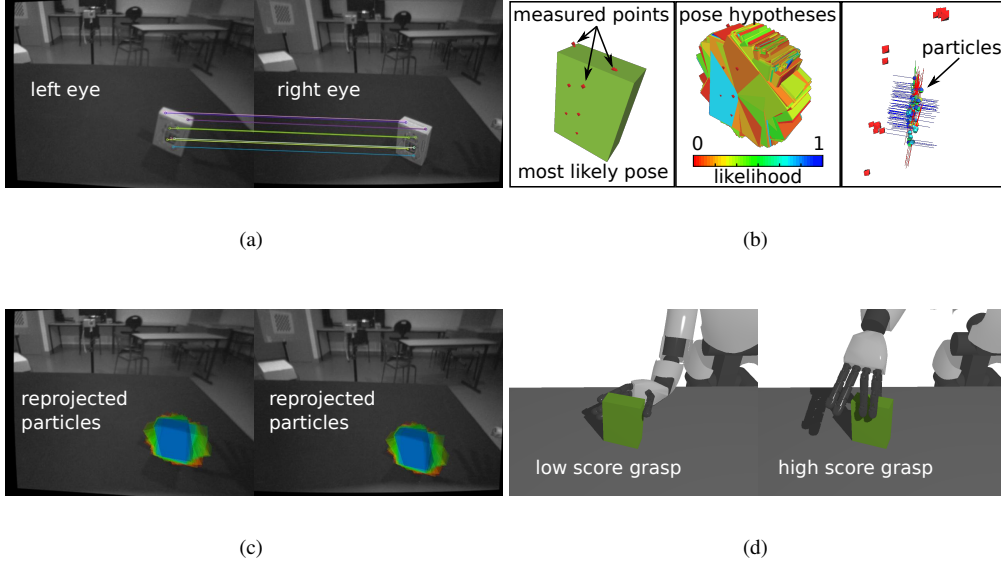 left eye
right eye
measured points
most likely pose
pose hypotheses
0
1
likelihood
particles
(a)
(b)
reprojected
particles
reprojected
particles
low score grasp
high score grasp
(c)
(d)